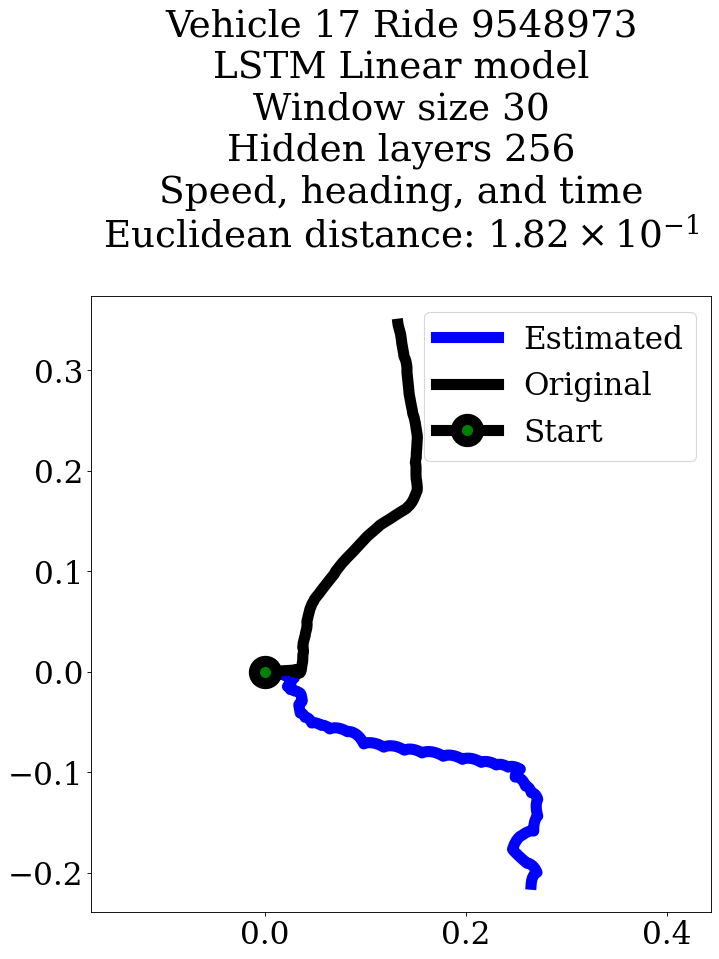 Vehicle 17 Ride 9548973
LSTM Linear model
Window size 30
Hidden layers 256
Speed, heading, and time
Euclidean distance: 1.82 × 10⁻¹
Estimated
Original
Start
0.3
0.2
0.1
0.0
−0.1
−0.2
0.0 0.2 0.4